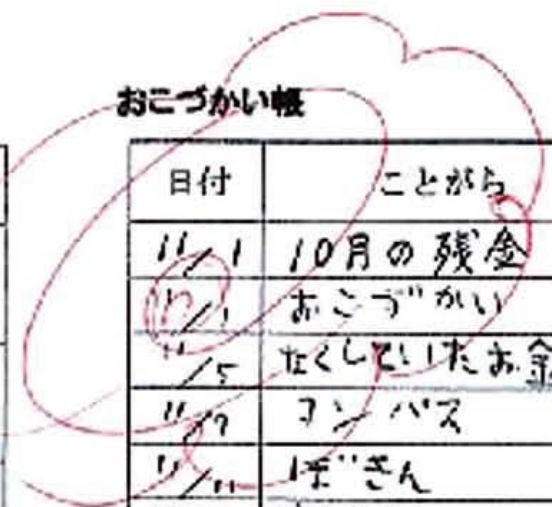 おこづかい帳
日付 ことがら
11/1 10月の残金
11/1 おこづかい
11/5 なくしていたお金
11/7 コンパス
11/11 ぼきん